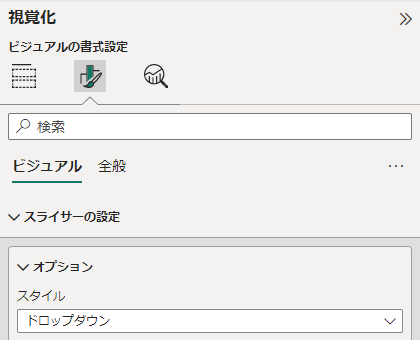 視覚化
ビジュアルの書式設定
検索
ビジュアル 全般
スライサーの設定
オプション
スタイル
ドロップダウン